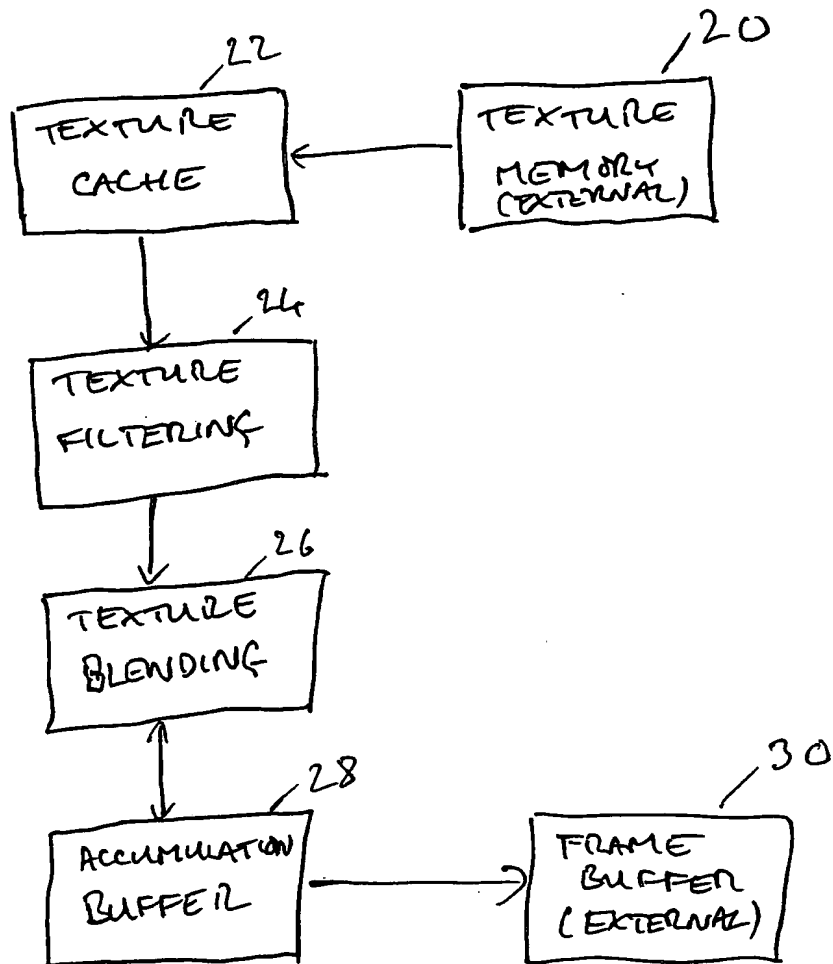 22
TEXTURE
CACHE
20
TEXTURE
MEMORY
(EXTERNAL)
24
TEXTURE
FILTERING
26
TEXTURE
BLENDING
28
ACCUMULATION
BUFFER
30
FRAME
BUFFER
(EXTERNAL)